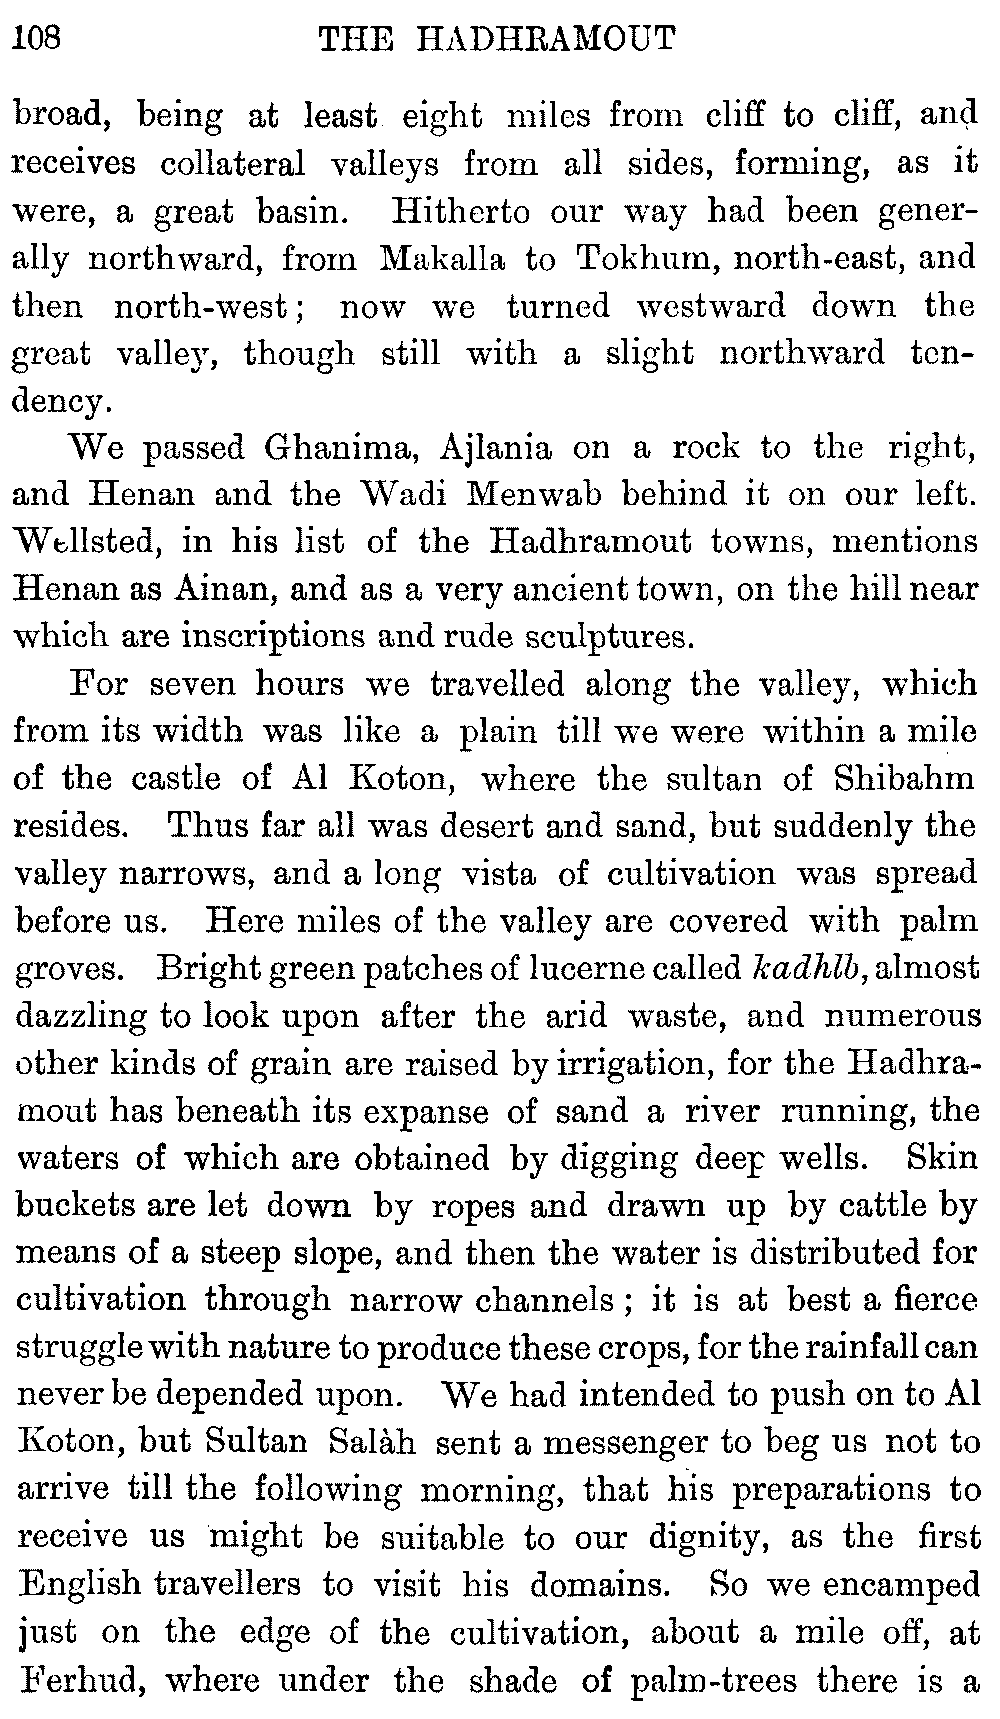 108 THE HADHRAMOUT
broad, being at least eight miles from cliff to cliff, and
receives collateral valleys from all sides, forming, as it
were, a great basin. Hitherto our way had been gener-
ally northward, from Makalla to Tokhum, north-east, and
then north-west; now we turned westward down the
great valley, though still with a slight northward ten-
dency.
We passed Ghanima, Ajlania on a rock to the right,
and Henan and the Wadi Menwab behind it on our left.
Wellsted, in his list of the Hadhramout towns, mentions
Henan as Ainan, and as a very ancient town, on the hill near
which are inscriptions and rude sculptures.
For seven hours we travelled along the valley, which
from its width was like a plain till we were within a mile
of the castle of Al Koton, where the sultan of Shibahm
resides. Thus far all was desert and sand, but suddenly the
valley narrows, and a long vista of cultivation was spread
before us. Here miles of the valley are covered with palm
groves. Bright green patches of lucerne called kadhlb, almost
dazzling to look upon after the arid waste, and numerous
other kinds of grain are raised by irrigation, for the Hadhra-
mout has beneath its expanse of sand a river running, the
waters of which are obtained by digging deep wells. Skin
buckets are let down by ropes and drawn up by cattle by
means of a steep slope, and then the water is distributed for
cultivation through narrow channels; it is at best a fierce
struggle with nature to produce these crops, for the rainfall can
never be depended upon. We had intended to push on to Al
Koton, but Sultan Salàh sent a messenger to beg us not to
arrive till the following morning, that his preparations to
receive us might be suitable to our dignity, as the first
English travellers to visit his domains. So we encamped
just on the edge of the cultivation, about a mile off, at
Ferhud, where under the shade of palm-trees there is a